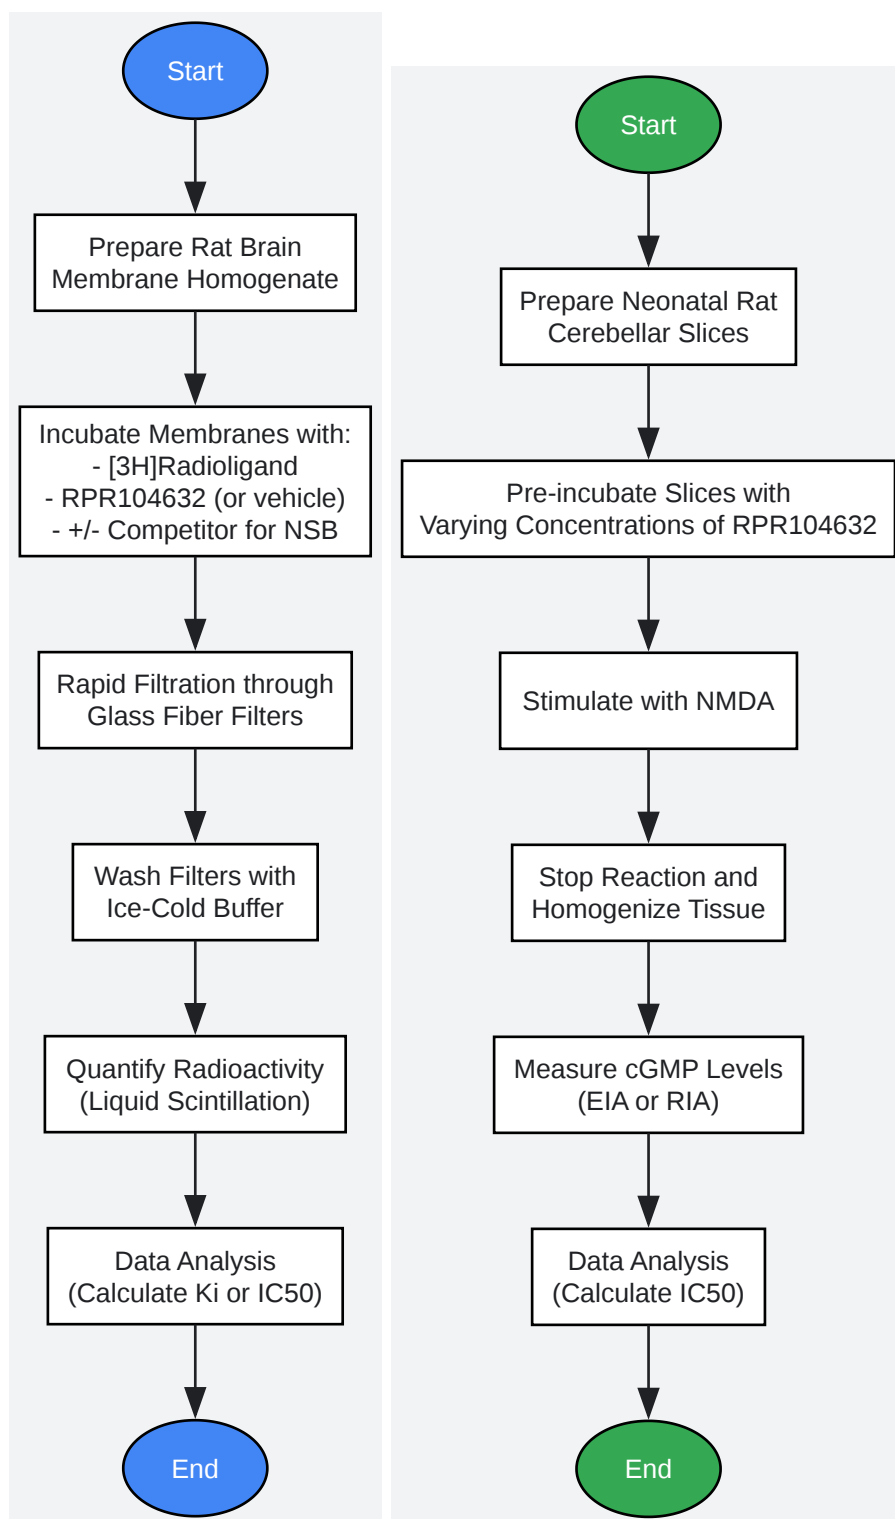 Start
Prepare Rat Brain
Membrane Homogenate
Incubate Membranes with:
- [3H]Radioligand
- RPR104632 (or vehicle)
- +/- Competitor for NSB
Rapid Filtration through
Glass Fiber Filters
Wash Filters with
Ice-Cold Buffer
Quantify Radioactivity
(Liquid Scintillation)
Data Analysis
(Calculate Ki or IC50)
End
Start
Prepare Neonatal Rat
Cerebellar Slices
Pre-incubate Slices with
Varying Concentrations of RPR104632
Stimulate with NMDA
Stop Reaction and
Homogenize Tissue
Measure cGMP Levels
(EIA or RIA)
Data Analysis
(Calculate IC50)
End